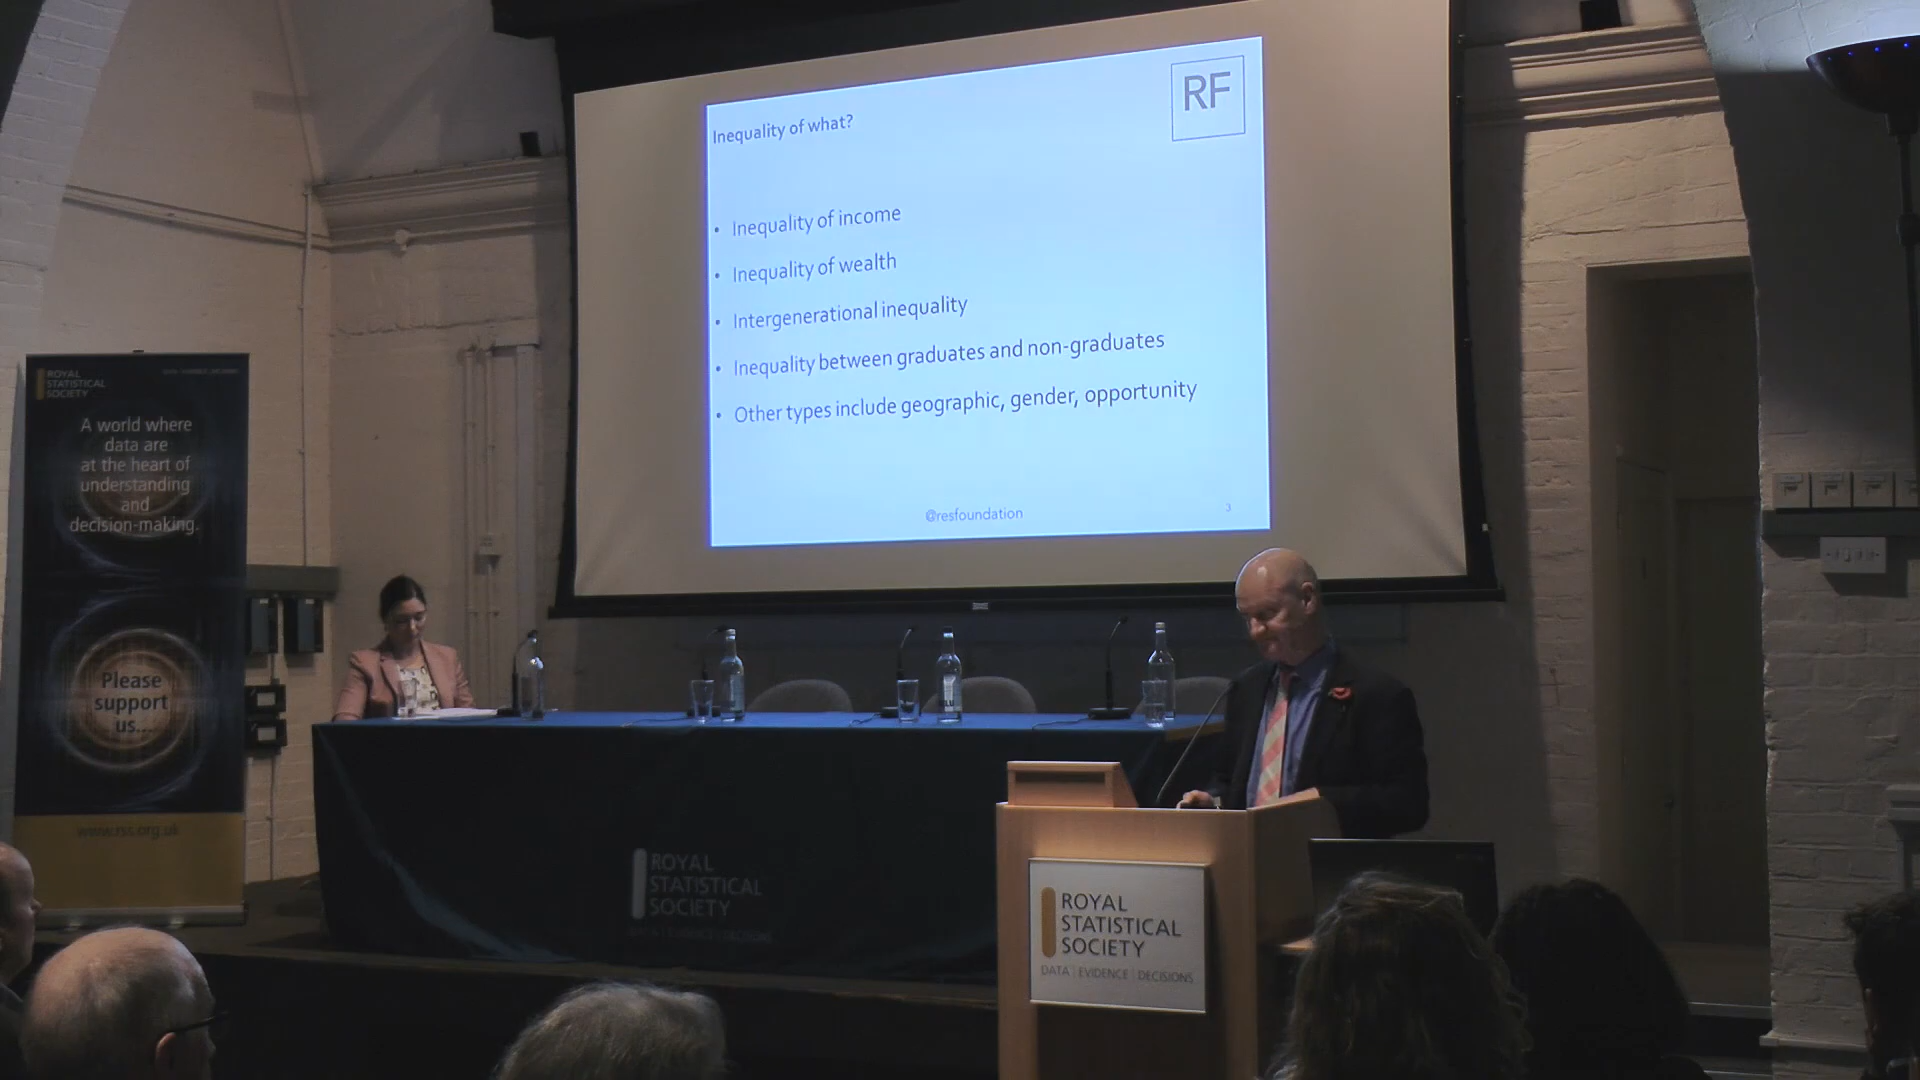 RF
Inequality of what?
• Inequality of income
• Inequality of wealth
• Intergenerational inequality
• Inequality between graduates and non-graduates
• Other types include geographic, gender, opportunity
@resfoundation
3
ROYAL
STATISTICAL
SOCIETY
A world where
data are
at the heart of
understanding
and
decision-making.
Please
support
us...
www.rss.org.uk
ROYAL
STATISTICAL
SOCIETY
ROYAL
STATISTICAL
SOCIETY
DATA | EVIDENCE | DECISIONS